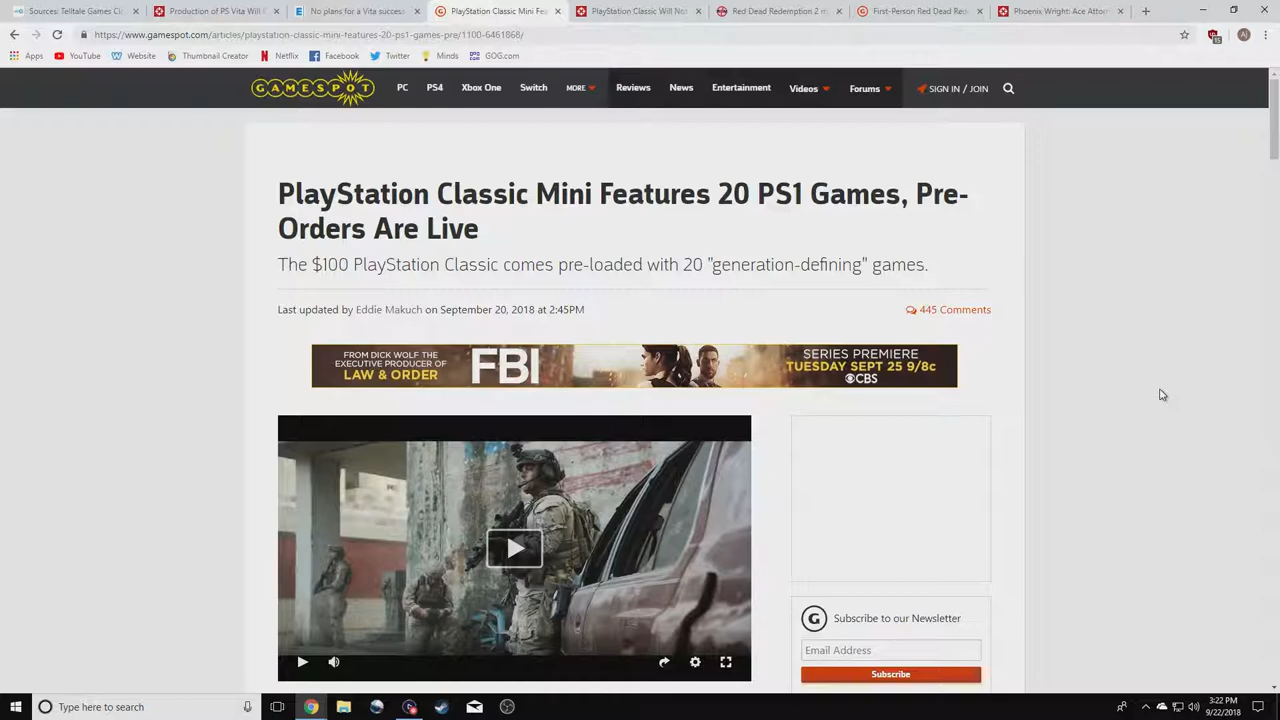 Sources: Telltale Games Clo
Production of PS Vita Will E
No plans for a Vita success
PlayStation Classic Mini Fea
PlayStation Classic Will Not
Red Dead Redemption 2 m
First-Person Red Dead Rede
Phoenix Wright: Ace Attorn
https://www.gamespot.com/articles/playstation-classic-mini-features-20-ps1-games-pre/1100-6461868/
Apps
YouTube
Website
Thumbnail Creator
Netflix
Facebook
Twitter
Minds
GOG.com
GAMESPOT
PC
PS4
Xbox One
Switch
MORE
Reviews
News
Entertainment
Videos
Forums
SIGN IN / JOIN
PlayStation Classic Mini Features 20 PS1 Games, Pre-
Orders Are Live
The $100 PlayStation Classic comes pre-loaded with 20 "generation-defining" games.
Last updated by Eddie Makuch on September 20, 2018 at 2:45PM
445 Comments
FROM DICK WOLF THE
EXECUTIVE PRODUCER OF
LAW & ORDER
FBI
SERIES PREMIERE
TUESDAY SEPT 25 9/8c
CBS
G
Subscribe to our Newsletter
Email Address
Subscribe
Type here to search
3:22 PM
9/22/2018